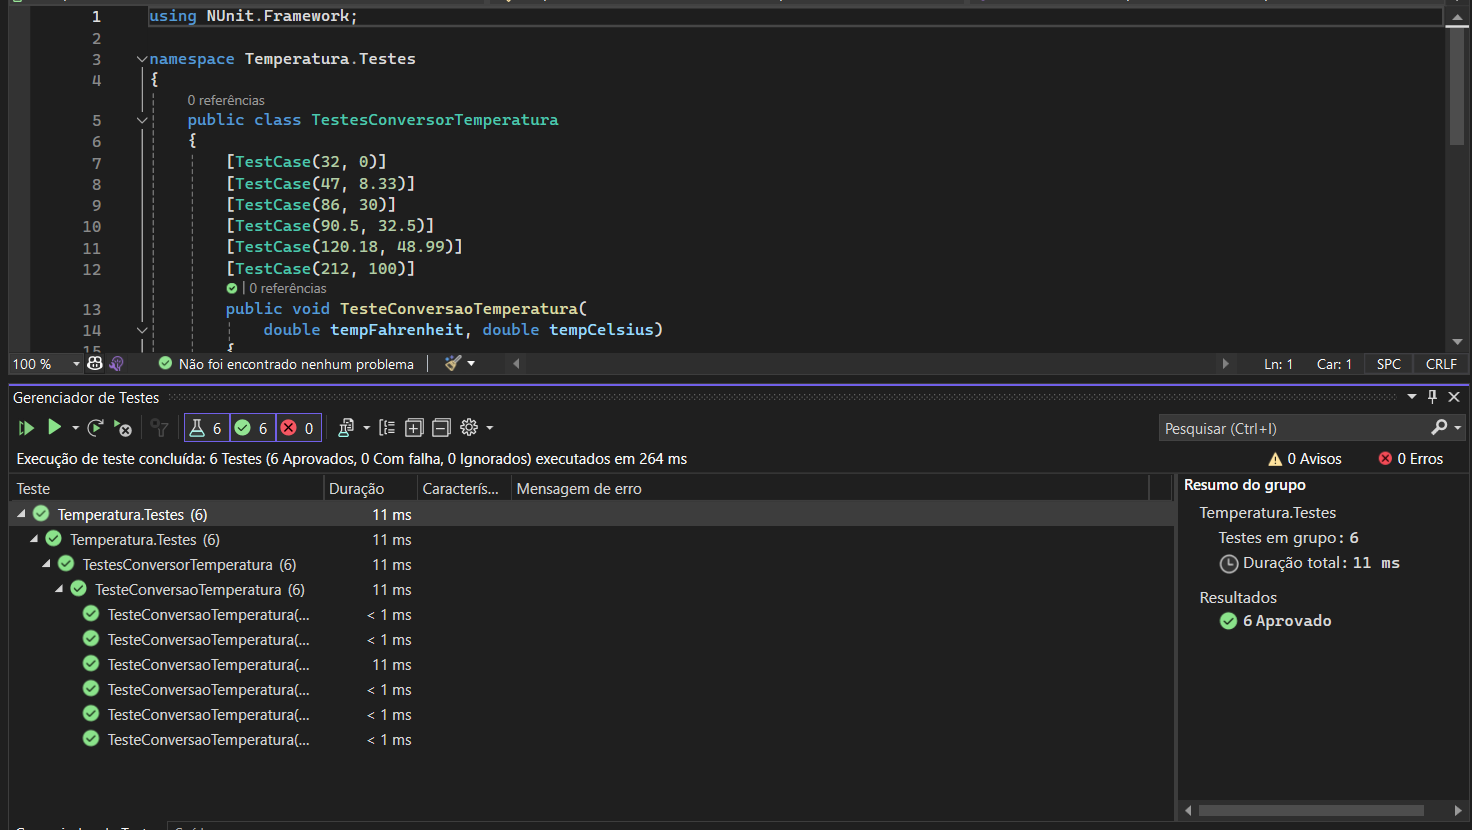 1 using NUnit.Framework;
2
3 namespace Temperatura.Testes
4 {
0 referências
5 public class TestesConversorTemperatura
6 {
7 [TestCase(32, 0)]
8 [TestCase(47, 8.33)]
9 [TestCase(86, 30)]
10 [TestCase(90.5, 32.5)]
11 [TestCase(120.18, 48.99)]
12 [TestCase(212, 100)]
| 0 referências
13 public void TesteConversaoTemperatura(
14 double tempFahrenheit, double tempCelsius)
15 {
100 % Não foi encontrado nenhum problema Ln: 1 Car: 1 SPC CRLF
Gerenciador de Testes
6 6 0 Pesquisar (Ctrl+I)
Execução de teste concluída: 6 Testes (6 Aprovados, 0 Com falha, 0 Ignorados) executados em 264 ms 0 Avisos 0 Erros
Teste Duração Caracterís... Mensagem de erro
Temperatura.Testes (6) 11 ms
Temperatura.Testes (6) 11 ms
TestesConversorTemperatura (6) 11 ms
TesteConversaoTemperatura (6) 11 ms
TesteConversaoTemperatura(... < 1 ms
TesteConversaoTemperatura(... < 1 ms
TesteConversaoTemperatura(... 11 ms
TesteConversaoTemperatura(... < 1 ms
TesteConversaoTemperatura(... < 1 ms
TesteConversaoTemperatura(... < 1 ms
Resumo do grupo
Temperatura.Testes
Testes em grupo: 6
Duração total: 11 ms
Resultados
6 Aprovado